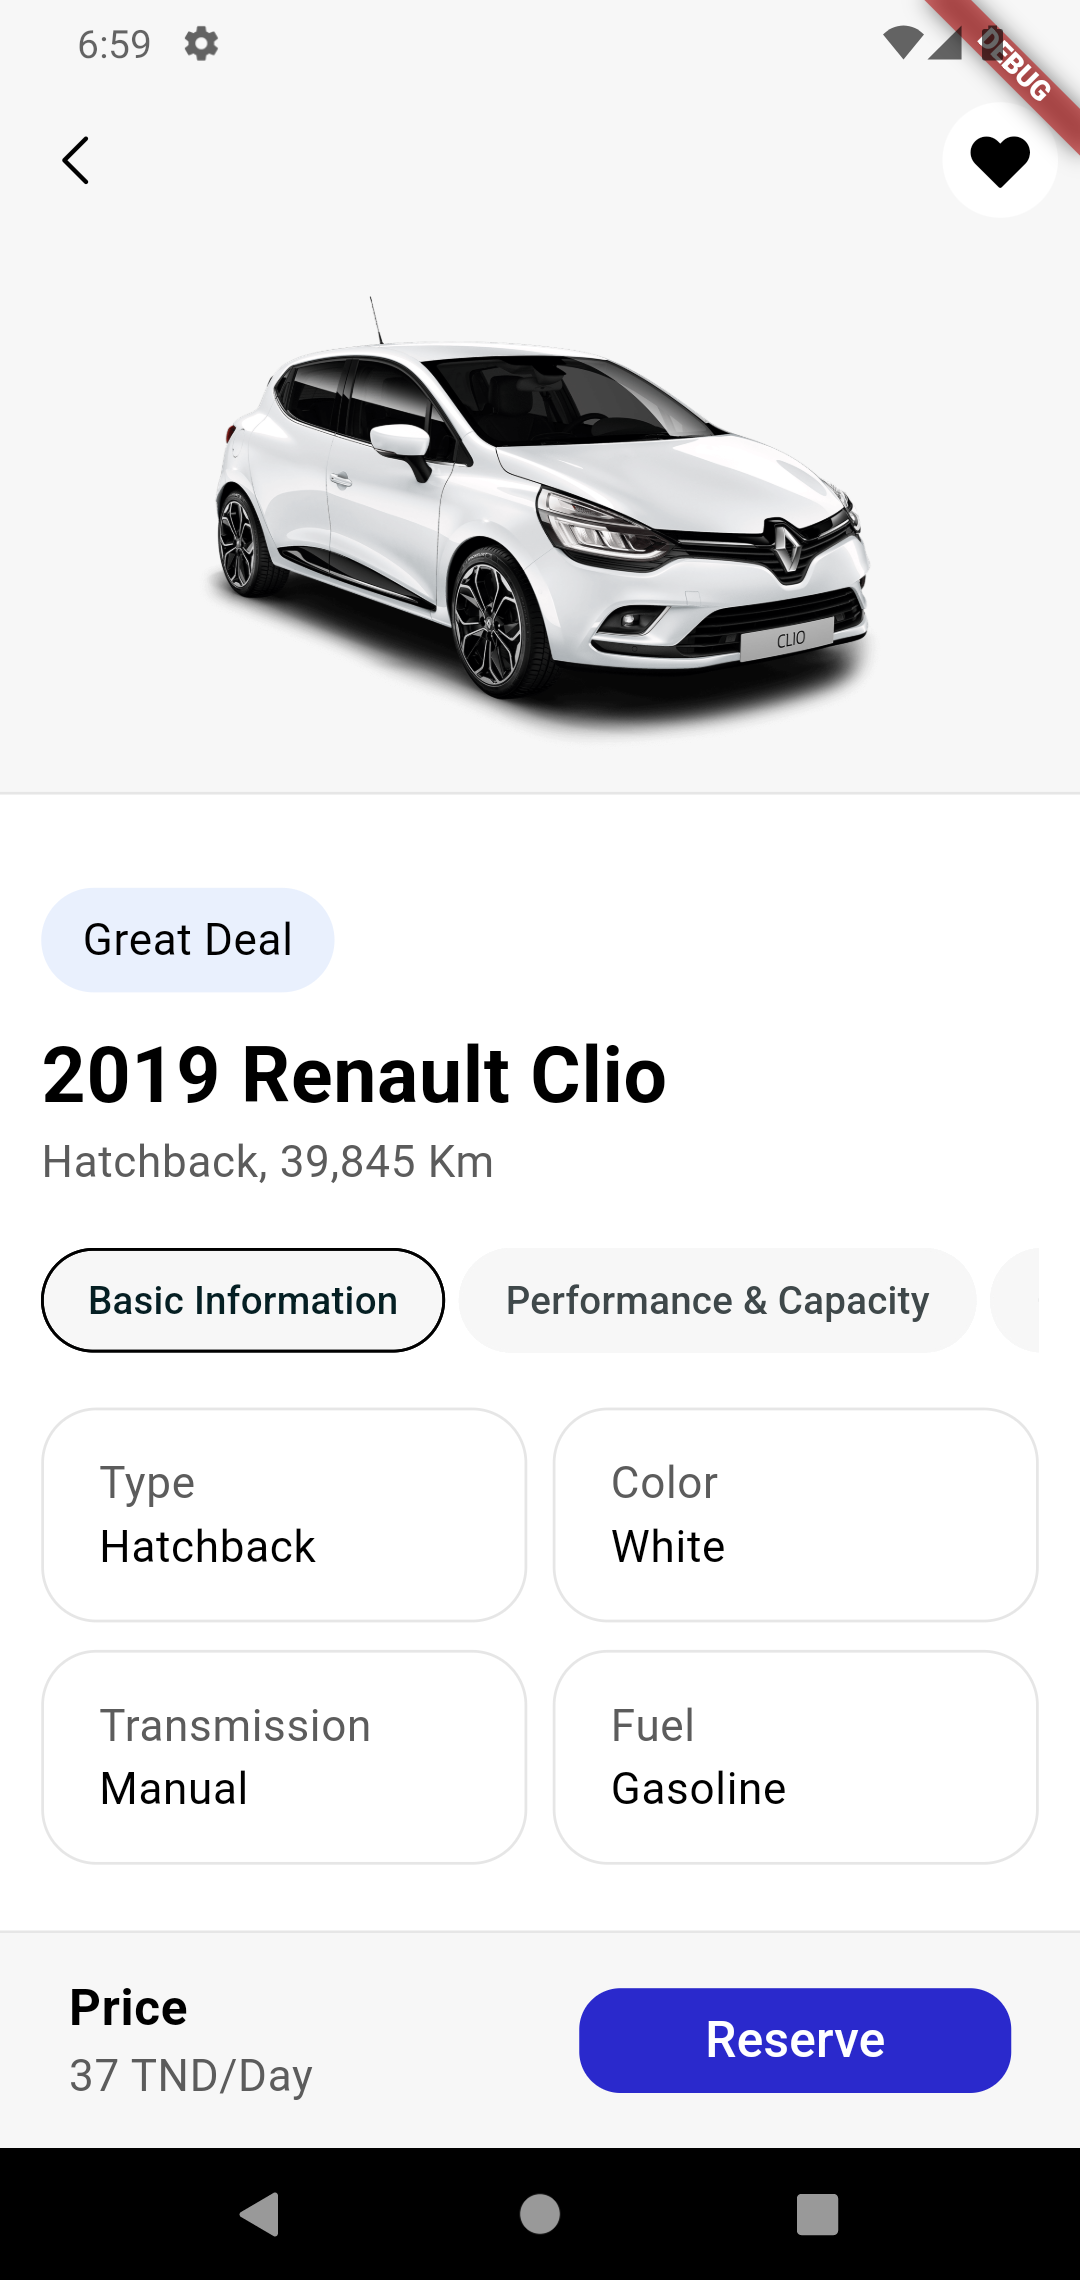 6:59
DEBUG
CLIO
Great Deal
2019 Renault Clio
Hatchback, 39,845 Km
Basic Information
Performance & Capacity
Type
Hatchback
Color
White
Transmission
Manual
Fuel
Gasoline
Price
37 TND/Day
Reserve